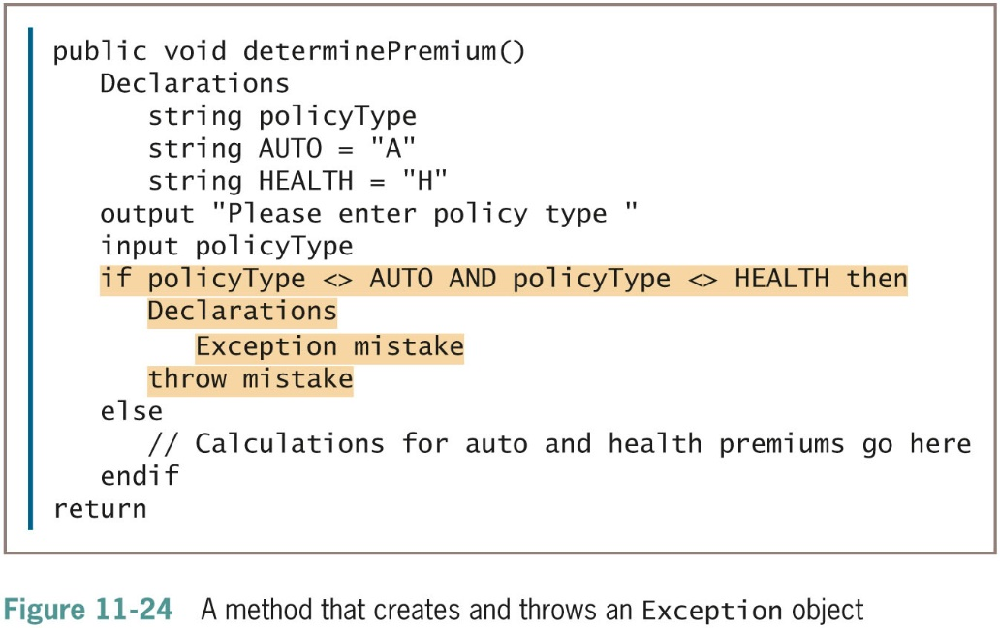 public void determinePremium()
   Declarations
      string policyType
      string AUTO = "A"
      string HEALTH = "H"
   output "Please enter policy type "
   input policyType
   if policyType <> AUTO AND policyType <> HEALTH then
      Declarations
         Exception mistake
      throw mistake
   else
      // Calculations for auto and health premiums go here
   endif
return
Figure 11-24 A method that creates and throws an Exception object